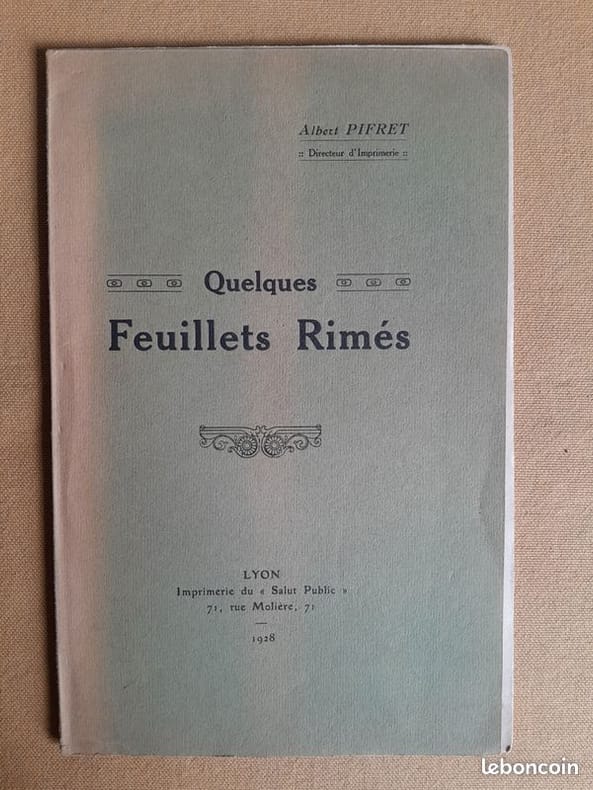 Albert PIFRET
:: Directeur d'Imprimerie ::
Quelques
Feuillets Rimés
LYON
Imprimerie du « Salut Public »
71, rue Molière, 71
1928
leboncoin